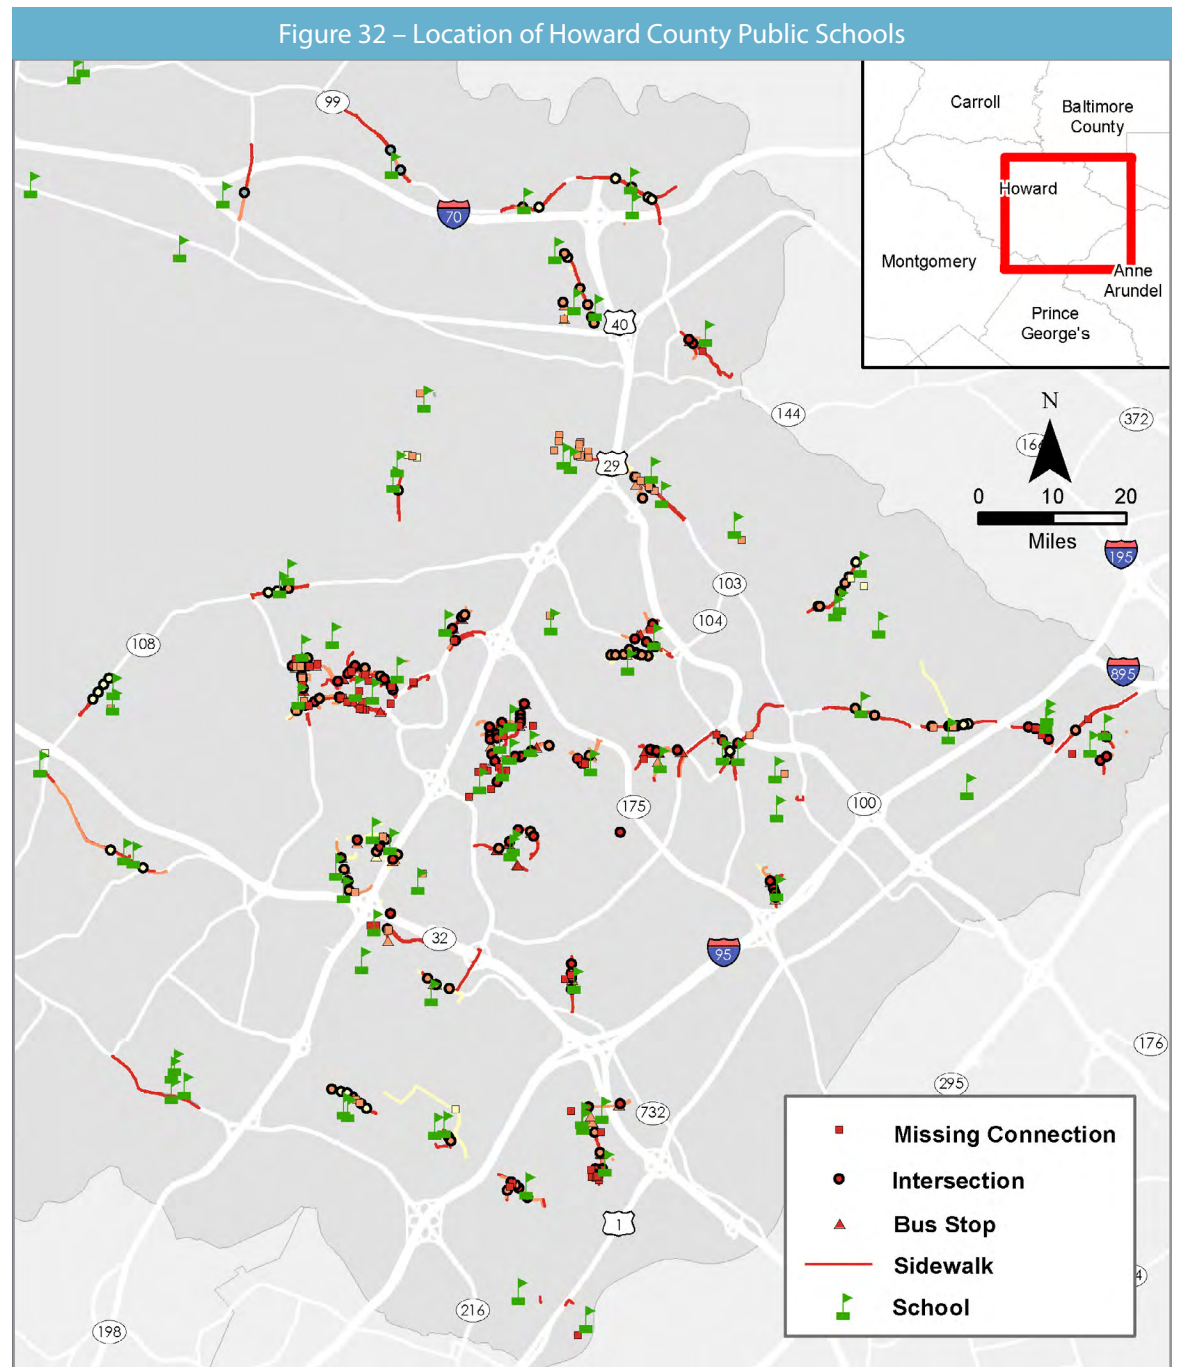 Figure 32 – Location of Howard County Public Schools
Carroll
Baltimore
County
Howard
Montgomery
Anne
Arundel
Prince
George's
99
70
40
144
372
166
N
0 10 20
Miles
29
195
103
104
108
895
175
100
32
95
176
295
732
1
216
198
4
Missing Connection
Intersection
Bus Stop
Sidewalk
School